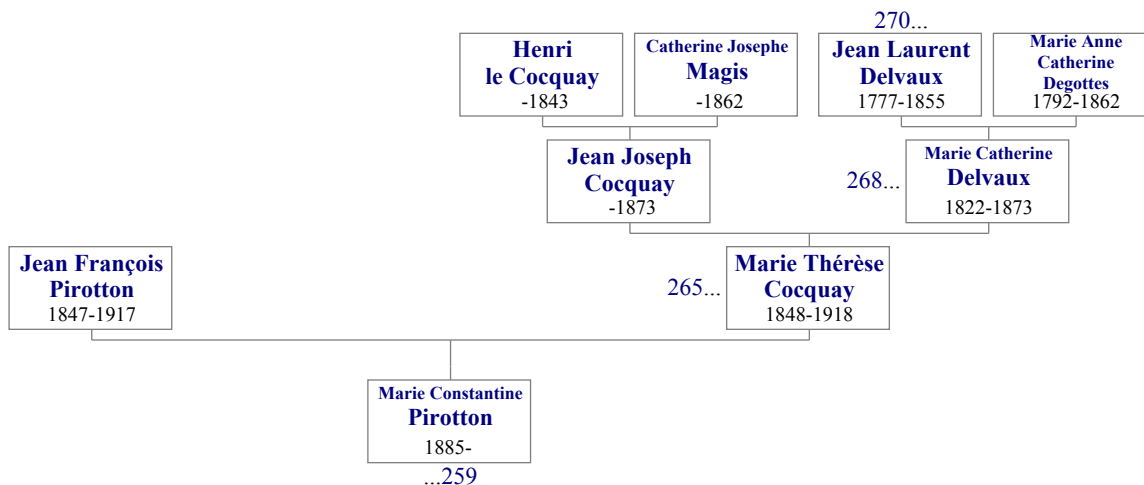 270...
Henri
le Cocquay
-1843
Catherine Josephe
Magis
-1862
Jean Laurent
Delvaux
1777-1855
Marie Anne
Catherine
Degottes
1792-1862
Jean Joseph
Cocquay
-1873
268...
Marie Catherine
Delvaux
1822-1873
Jean François
Pirotton
1847-1917
265...
Marie Thérèse
Cocquay
1848-1918
Marie Constantine
Pirotton
1885-
...259